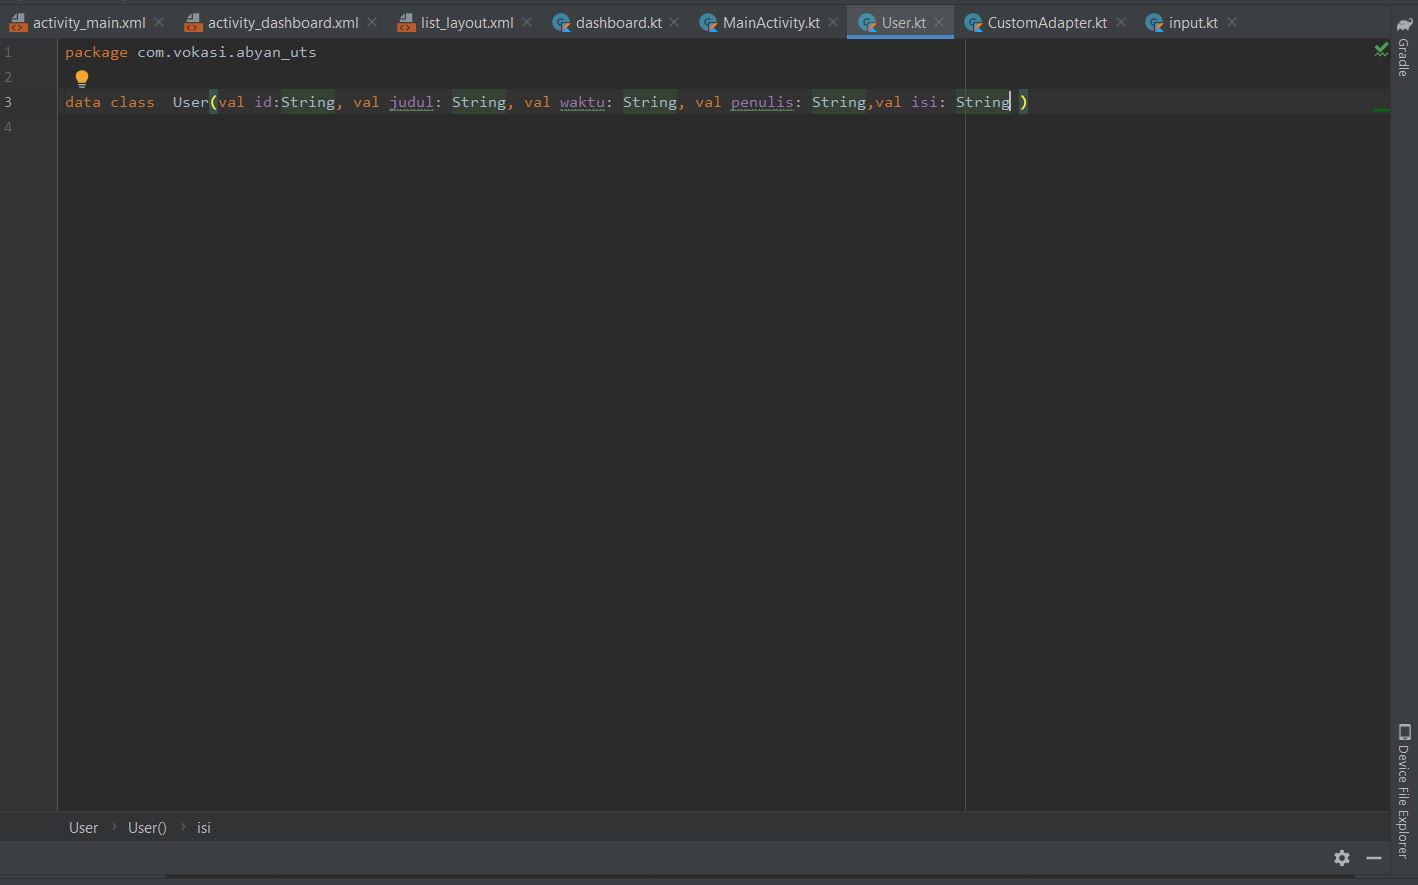 activity_main.xml activity_dashboard.xml list_layout.xml dashboard.kt MainActivity.kt User.kt CustomAdapter.kt input.kt
Gradle
1 package com.vokasi.abyan_uts
2
3 data class  User(val id:String, val judul: String, val waktu: String, val penulis: String,val isi: String )
4
Device File Explorer
User › User() › isi